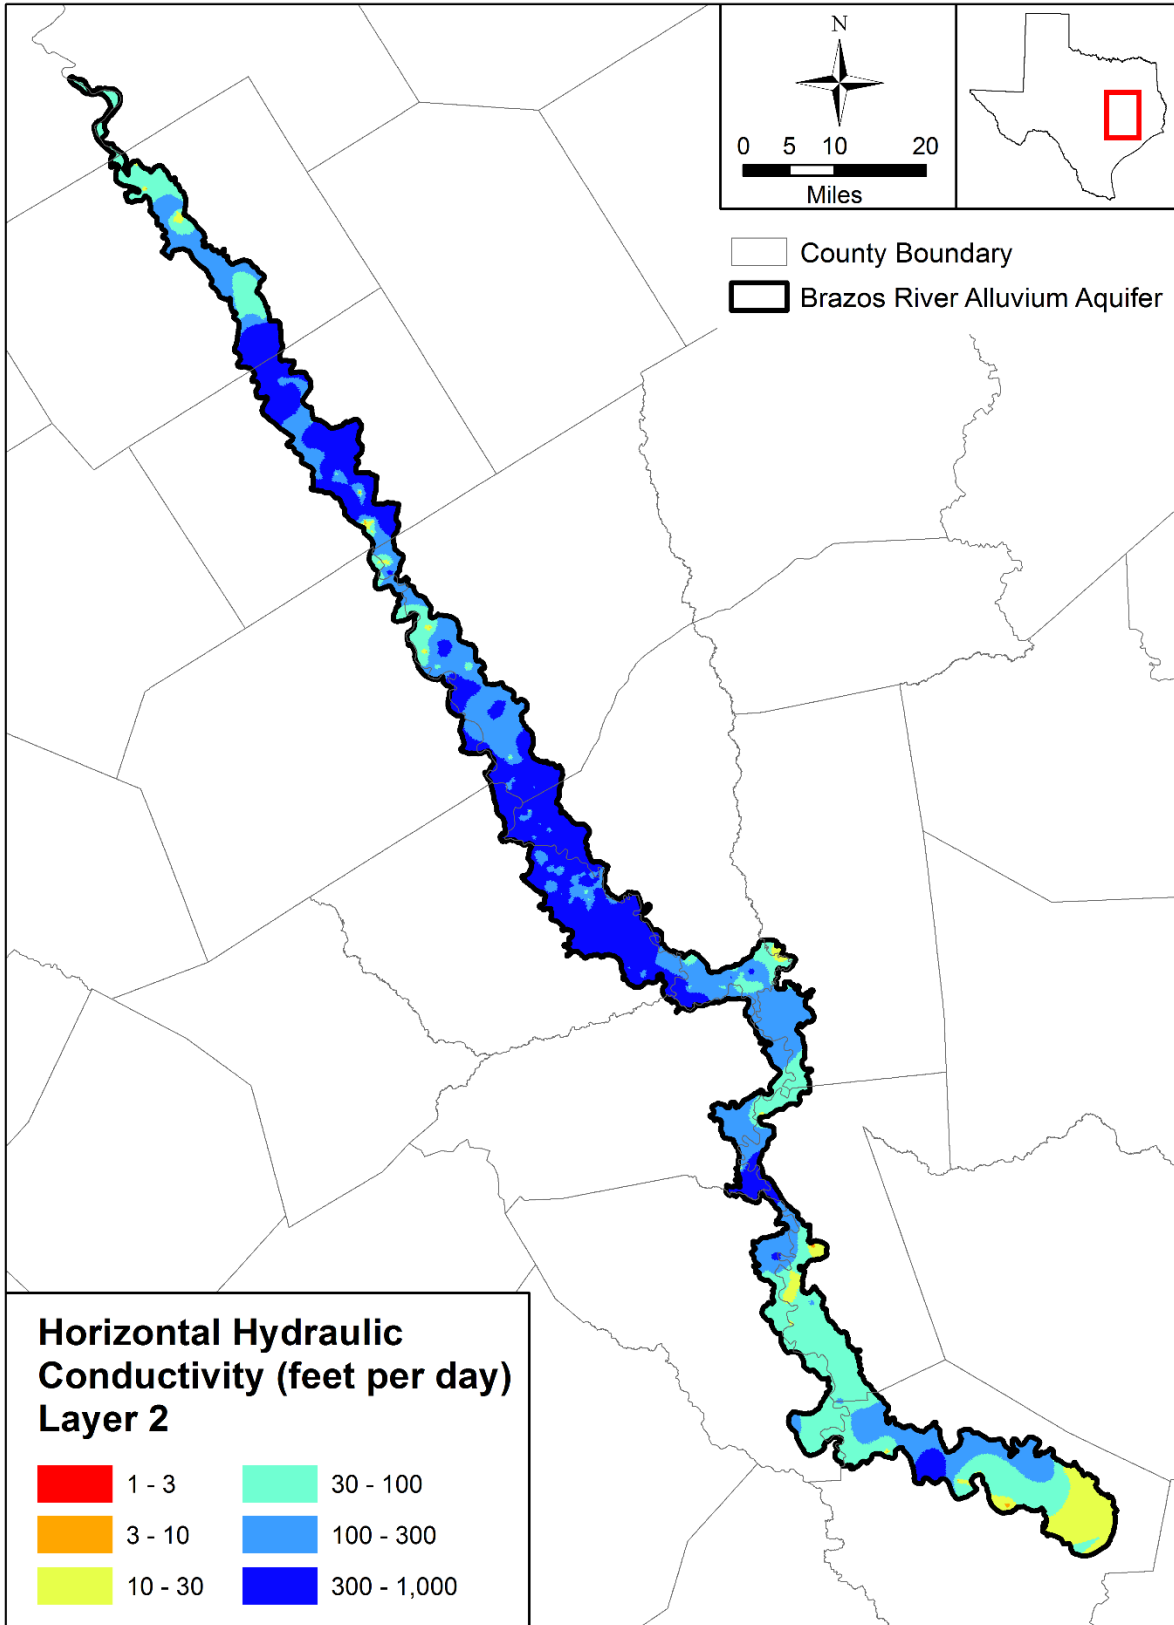 N
0 5 10 20
Miles
County Boundary
Brazos River Alluvium Aquifer
Horizontal Hydraulic
Conductivity (feet per day)
Layer 2
1 - 3
3 - 10
10 - 30
30 - 100
100 - 300
300 - 1,000